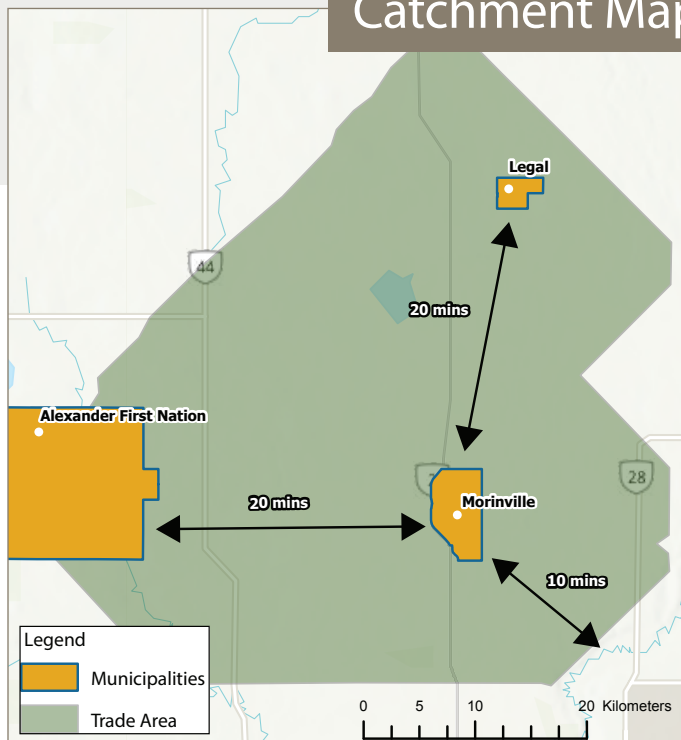 Catchment Map
Legal
44
20 mins
Alexander First Nation
28
20 mins
Morinville
10 mins
Legend
Municipalities
Trade Area
0 5 10 20 Kilometers